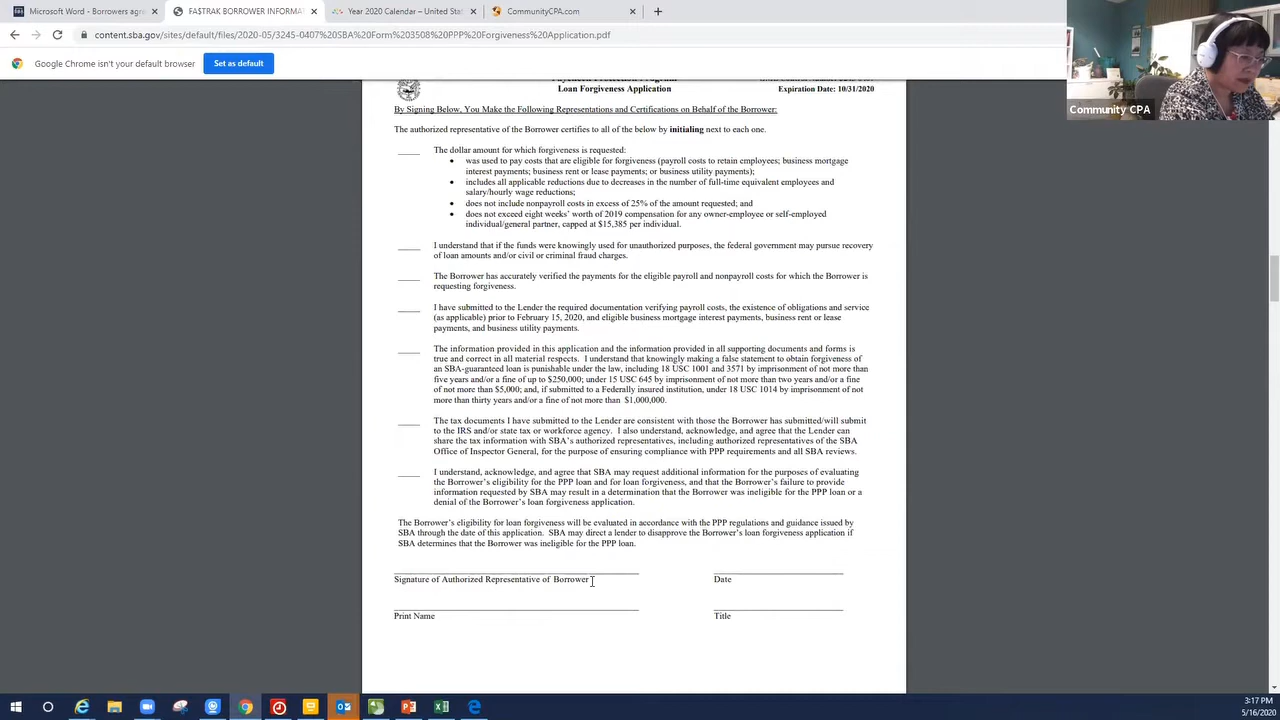 Microsoft Word - Borrowers agre
FA$TRAK BORROWER INFORMA
Year 2020 Calendar – United Stat
CommunityCPA.com
content.sba.gov/sites/default/files/2020-05/3245-0407%20SBA%20Form%203508%20PPP%20Forgiveness%20Application.pdf
Google Chrome isn't your default browser
Set as default
Community CPA
Loan Forgiveness Application
Expiration Date: 10/31/2020
By Signing Below, You Make the Following Representations and Certifications on Behalf of the Borrower:
The authorized representative of the Borrower certifies to all of the below by initialing next to each one.
_____ The dollar amount for which forgiveness is requested:
• was used to pay costs that are eligible for forgiveness (payroll costs to retain employees; business mortgage
interest payments; business rent or lease payments; or business utility payments);
• includes all applicable reductions due to decreases in the number of full-time equivalent employees and
salary/hourly wage reductions;
• does not include nonpayroll costs in excess of 25% of the amount requested; and
• does not exceed eight weeks' worth of 2019 compensation for any owner-employee or self-employed
individual/general partner, capped at $15,385 per individual.
_____ I understand that if the funds were knowingly used for unauthorized purposes, the federal government may pursue recovery
of loan amounts and/or civil or criminal fraud charges.
_____ The Borrower has accurately verified the payments for the eligible payroll and nonpayroll costs for which the Borrower is
requesting forgiveness.
_____ I have submitted to the Lender the required documentation verifying payroll costs, the existence of obligations and service
(as applicable) prior to February 15, 2020, and eligible business mortgage interest payments, business rent or lease
payments, and business utility payments.
_____ The information provided in this application and the information provided in all supporting documents and forms is
true and correct in all material respects. I understand that knowingly making a false statement to obtain forgiveness of
an SBA-guaranteed loan is punishable under the law, including 18 USC 1001 and 3571 by imprisonment of not more than
five years and/or a fine of up to $250,000; under 15 USC 645 by imprisonment of not more than two years and/or a fine
of not more than $5,000; and, if submitted to a Federally insured institution, under 18 USC 1014 by imprisonment of not
more than thirty years and/or a fine of not more than $1,000,000.
_____ The tax documents I have submitted to the Lender are consistent with those the Borrower has submitted/will submit
to the IRS and/or state tax or workforce agency. I also understand, acknowledge, and agree that the Lender can
share the tax information with SBA's authorized representatives, including authorized representatives of the SBA
Office of Inspector General, for the purpose of ensuring compliance with PPP requirements and all SBA reviews.
_____ I understand, acknowledge, and agree that SBA may request additional information for the purposes of evaluating
the Borrower's eligibility for the PPP loan and for loan forgiveness, and that the Borrower's failure to provide
information requested by SBA may result in a determination that the Borrower was ineligible for the PPP loan or a
denial of the Borrower's loan forgiveness application.
The Borrower's eligibility for loan forgiveness will be evaluated in accordance with the PPP regulations and guidance issued by
SBA through the date of this application. SBA may direct a lender to disapprove the Borrower's loan forgiveness application if
SBA determines that the Borrower was ineligible for the PPP loan.
Signature of Authorized Representative of Borrower
Date
Print Name
Title
3:17 PM
5/16/2020